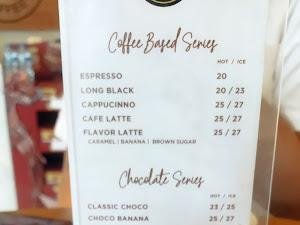 Coffee Based Series
HOT / ICE
ESPRESSO 20
LONG BLACK 20 / 23
CAPPUCINNO 25 / 27
CAFE LATTE 25 / 27
FLAVOR LATTE 25 / 27
CARAMEL | BANANA | BROWN SUGAR
Chocolate Series
HOT / ICE
CLASSIC CHOCO 23 / 25
CHOCO BANANA 25 / 27